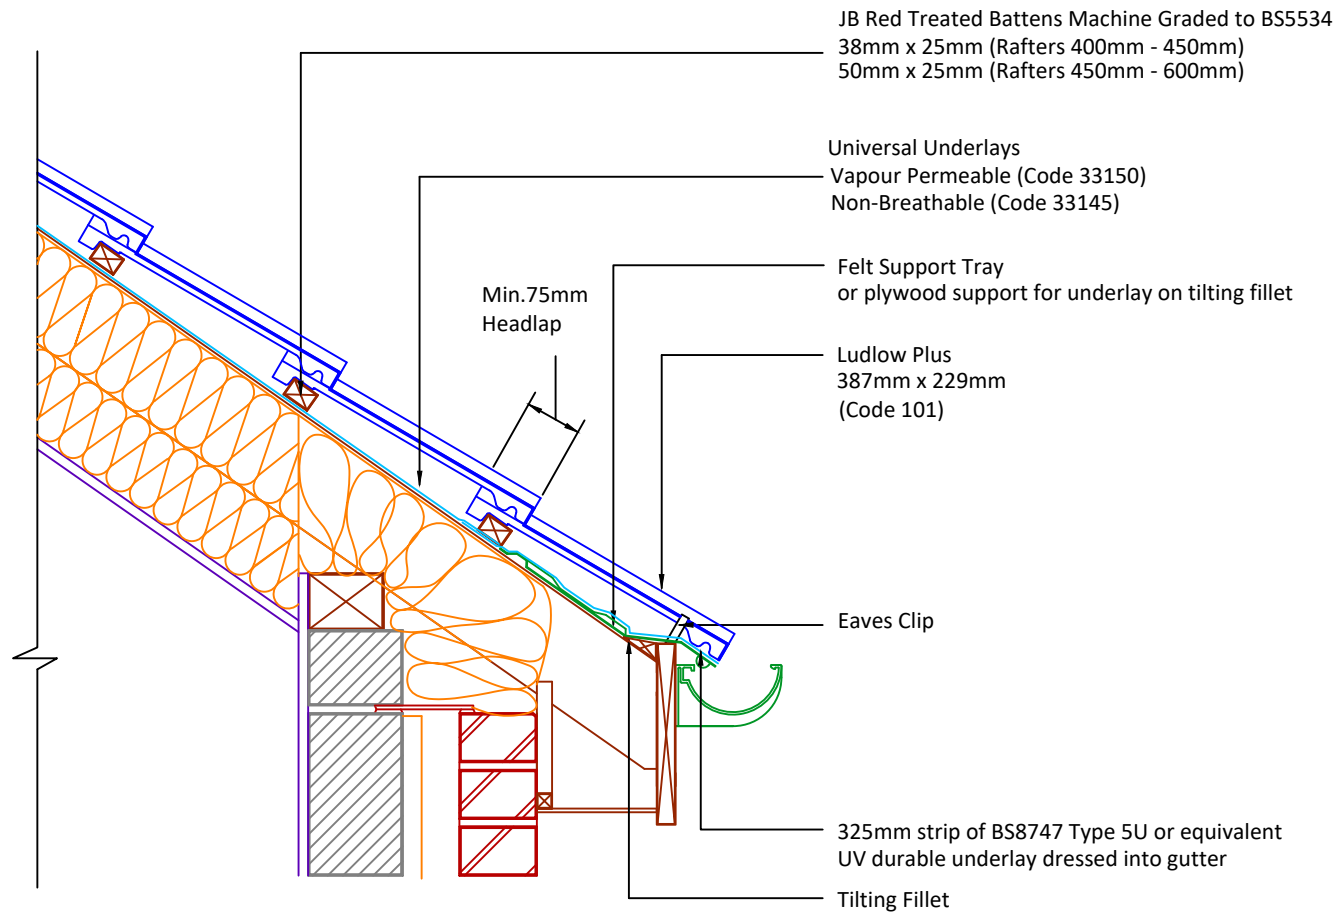 JB Red Treated Battens Machine Graded to BS5534
38mm x 25mm (Rafters 400mm - 450mm)
50mm x 25mm (Rafters 450mm - 600mm)
Universal Underlays
Vapour Permeable (Code 33150)
Non-Breathable (Code 33145)
Felt Support Tray
or plywood support for underlay on tilting fillet
Min.75mm
Headlap
Ludlow Plus
387mm x 229mm
(Code 101)
Eaves Clip
325mm strip of BS8747 Type 5U or equivalent
UV durable underlay dressed into gutter
Tilting Fillet